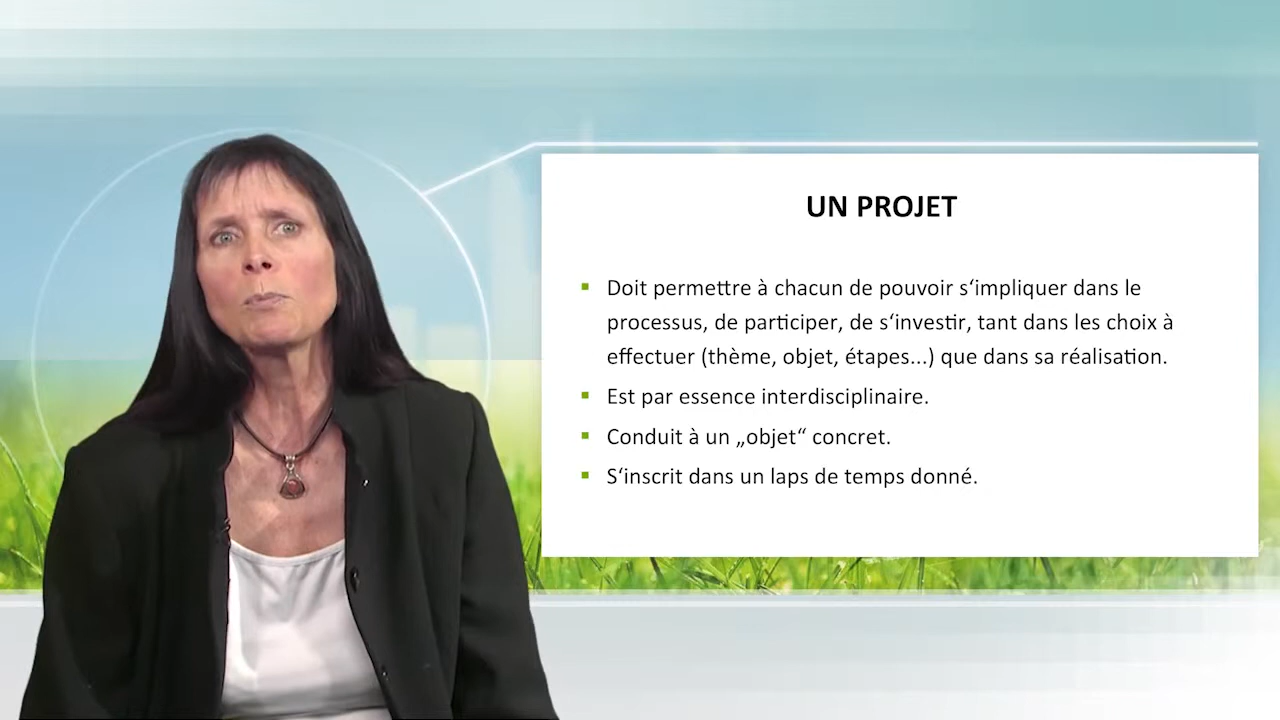 UN PROJET
Doit permettre à chacun de pouvoir s‘impliquer dans le
processus, de participer, de s‘investir, tant dans les choix à
effectuer (thème, objet, étapes...) que dans sa réalisation.
Est par essence interdisciplinaire.
Conduit à un „objet“ concret.
S‘inscrit dans un laps de temps donné.